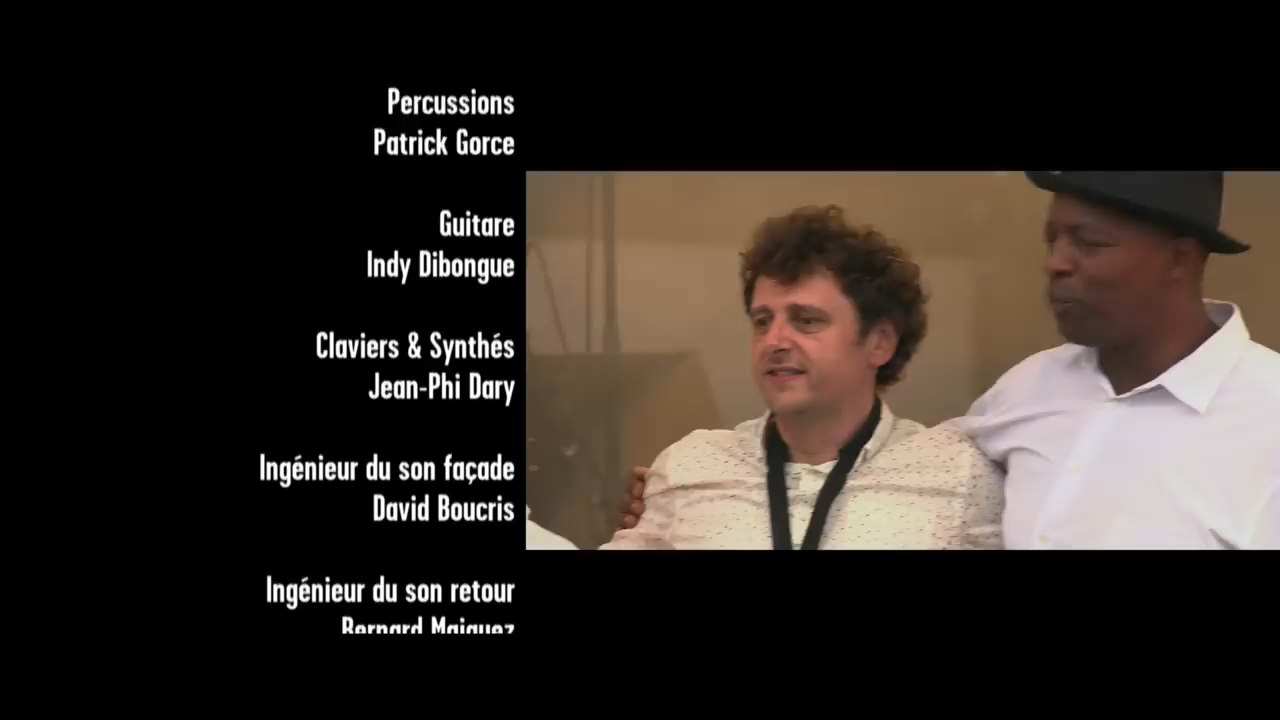 Percussions
Patrick Gorce
Guitare
Indy Dibongue
Claviers & Synthés
Jean-Phi Dary
Ingénieur du son façade
David Boucris
Ingénieur du son retour
Bernard